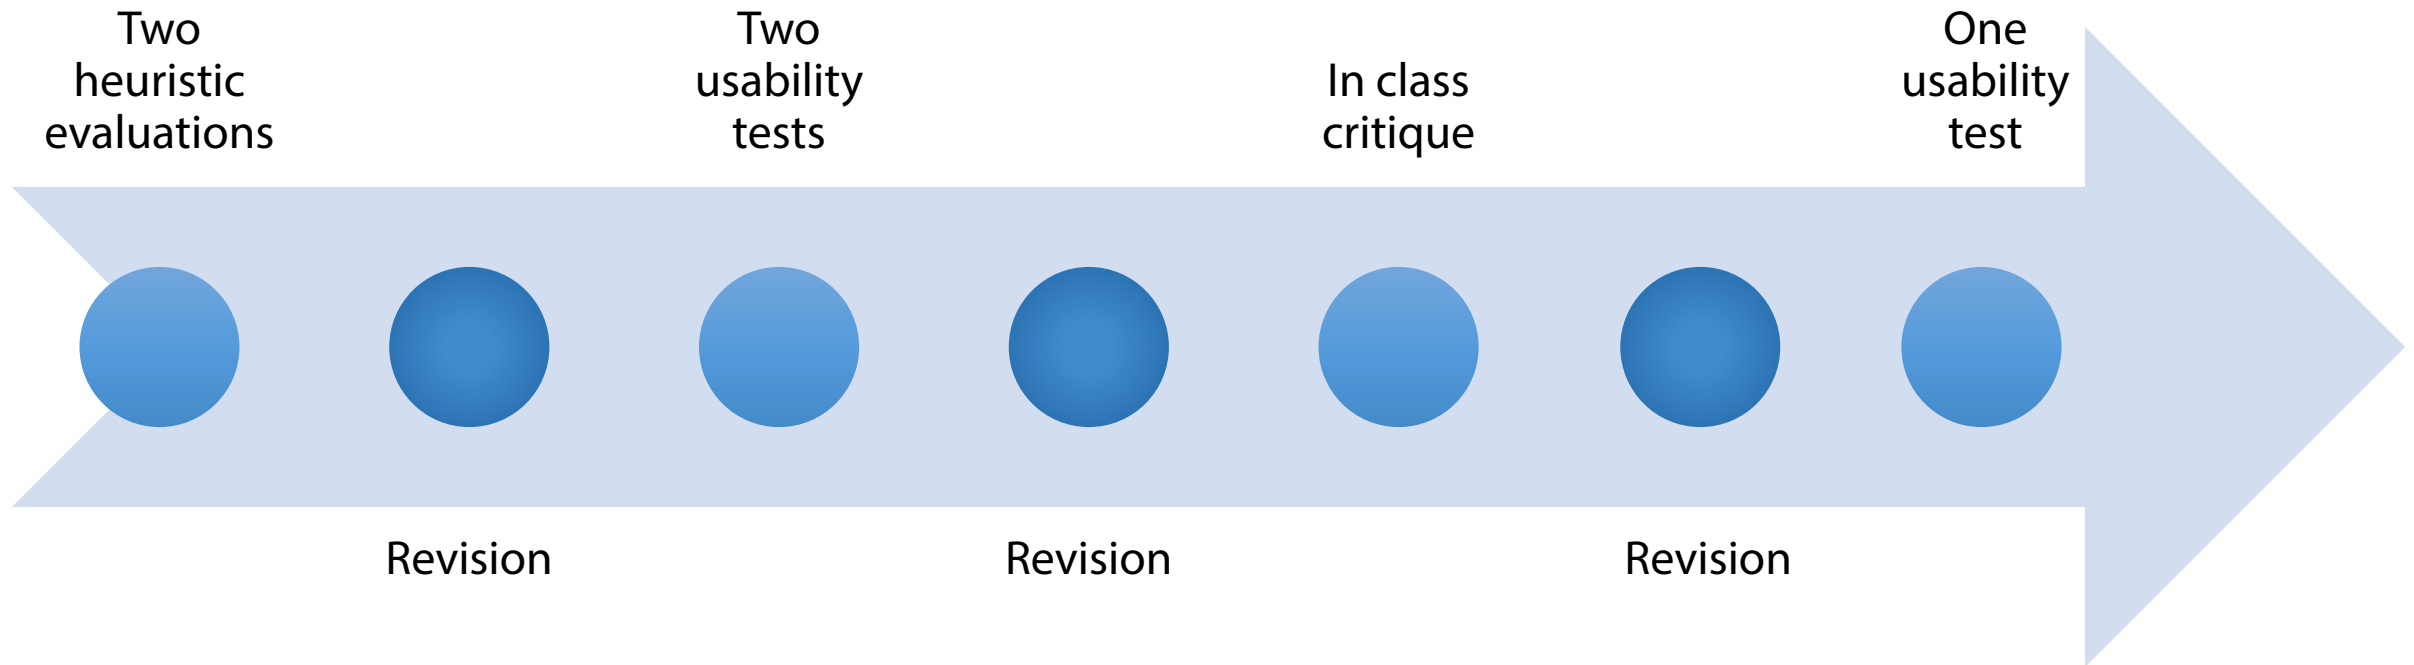 Two
heuristic
evaluations
Two
usability
tests
In class
critique
One
usability
test
Revision
Revision
Revision